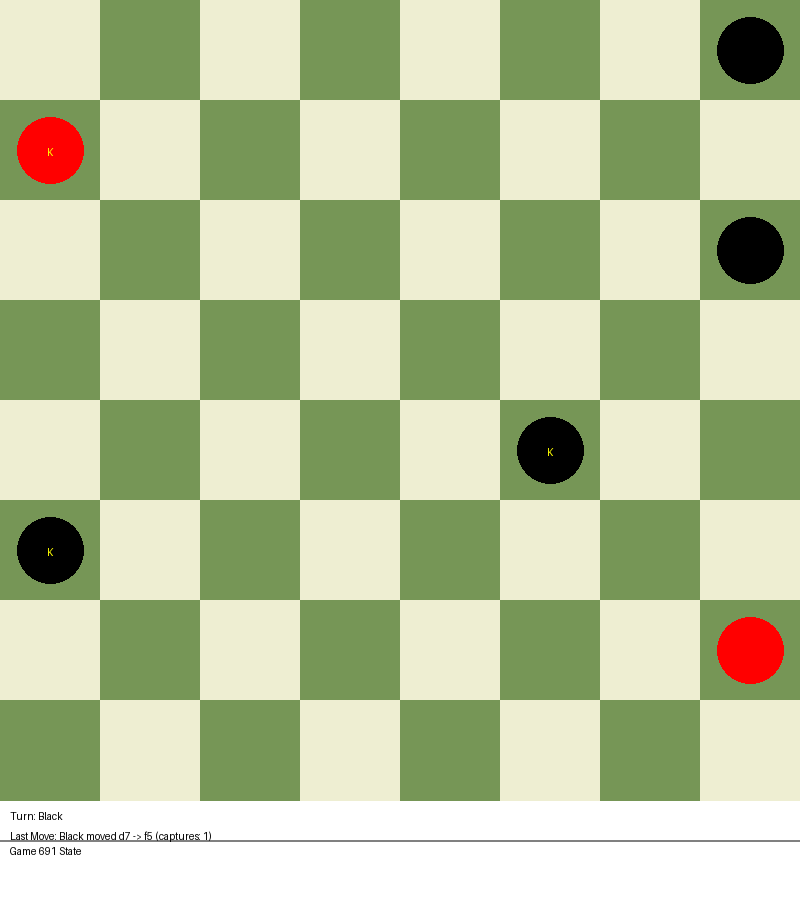 K
K
K
Turn: Black
Last Move: Black moved d7 -> f5 (captures: 1)
Game 691 State